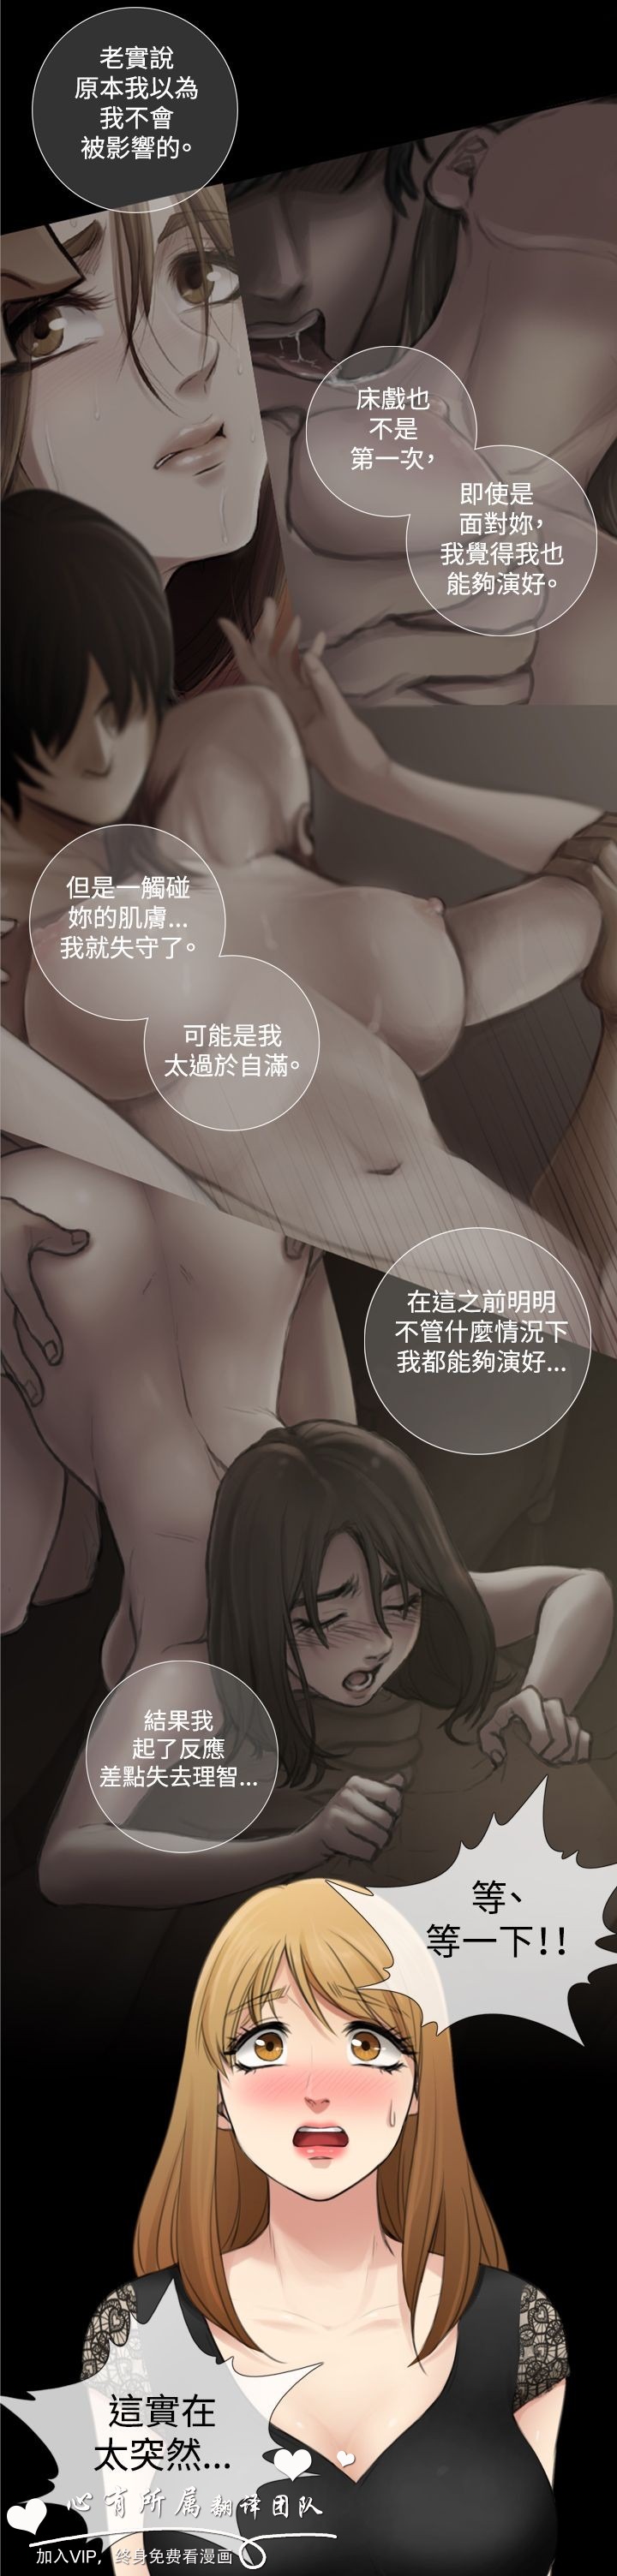 老實說
原本我以為
我不會
被影響的。
床戲也
不是
第一次，
即使是
面對妳，
我覺得我也
能夠演好。
但是一觸碰
妳的肌膚…
我就失守了。
可能是我
太過於自滿。
在這之前明明
不管什麼情況下
我都能夠演好…
結果我
起了反應
差點失去理智…
等、
等一下！！
這實在
太突然…
心有所属翻译团队
加入VIP，终身免费看漫画